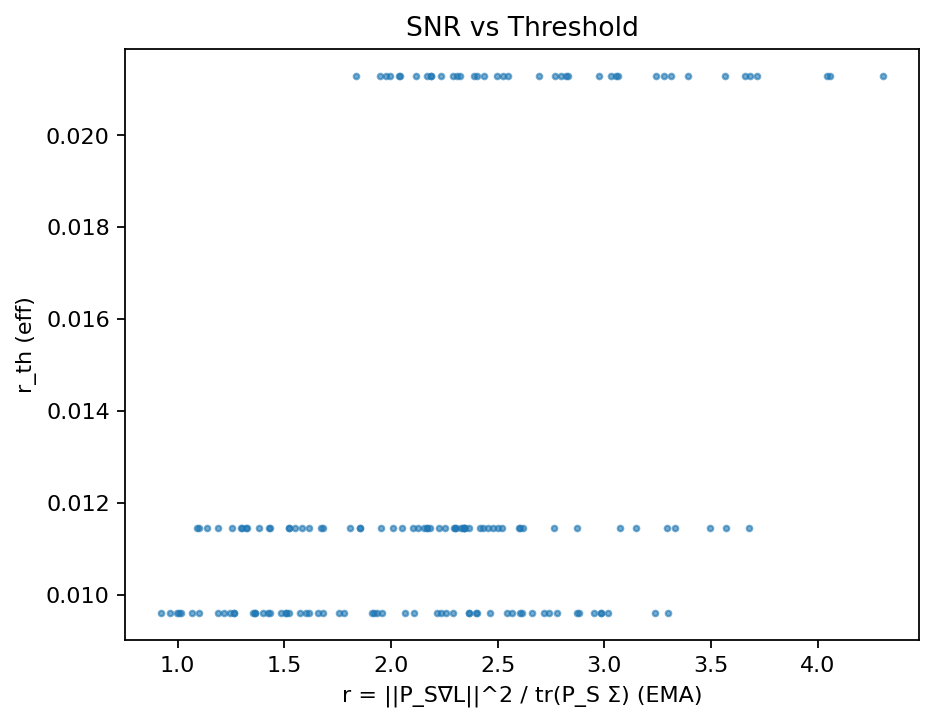 SNR vs Threshold
0.020
0.018
0.016
0.014
0.012
0.010
r_th (eff)
1.0 1.5 2.0 2.5 3.0 3.5 4.0
r = ||P_S∇L||^2 / tr(P_S Σ) (EMA)